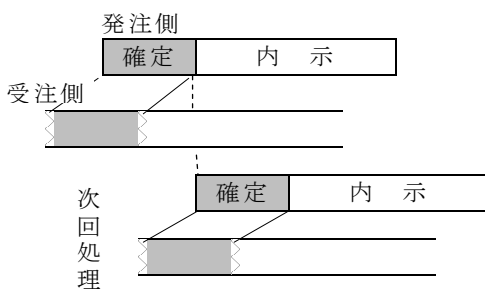 発注側
確定 内 示
受注側
確定 内 示
次回処理